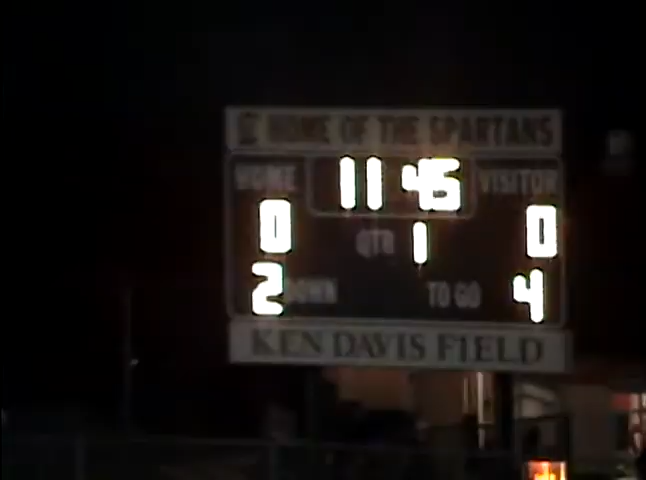 HOME OF THE SPARTANS
HOME 11 45 VISITOR
0 QTR 1 0
2 DOWN TO GO 4
KEN DAVIS FIELD